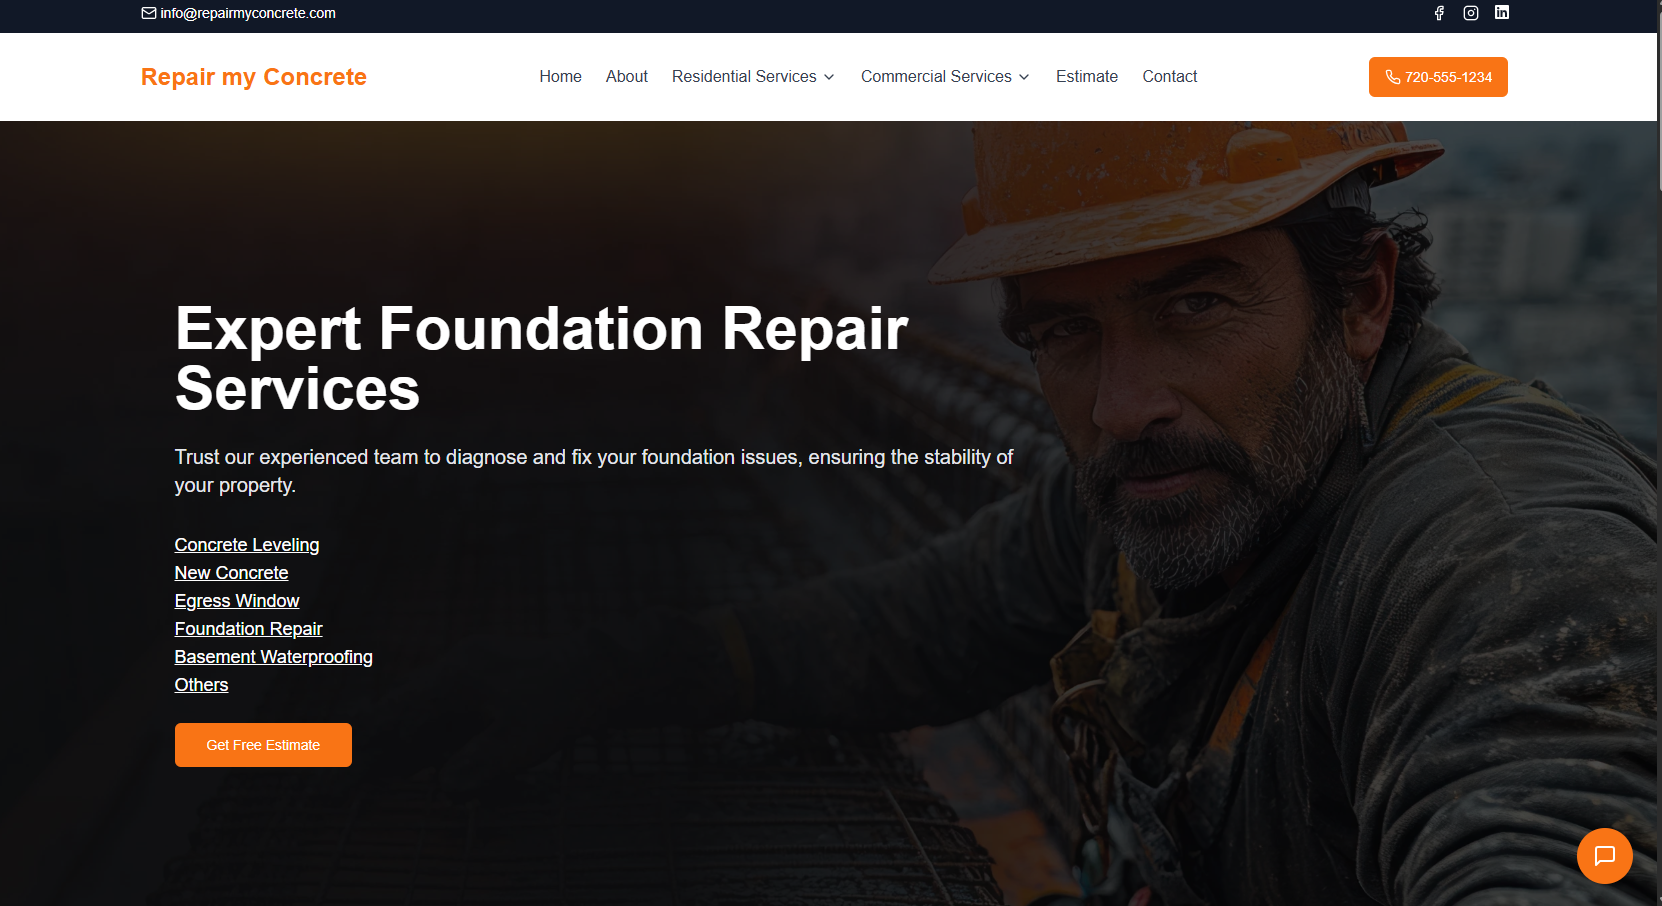 info@repairmyconcrete.com
Repair my Concrete
Home About Residential Services Commercial Services Estimate Contact
720-555-1234
Expert Foundation Repair
Services
Trust our experienced team to diagnose and fix your foundation issues, ensuring the stability of
your property.
Concrete Leveling
New Concrete
Egress Window
Foundation Repair
Basement Waterproofing
Others
Get Free Estimate